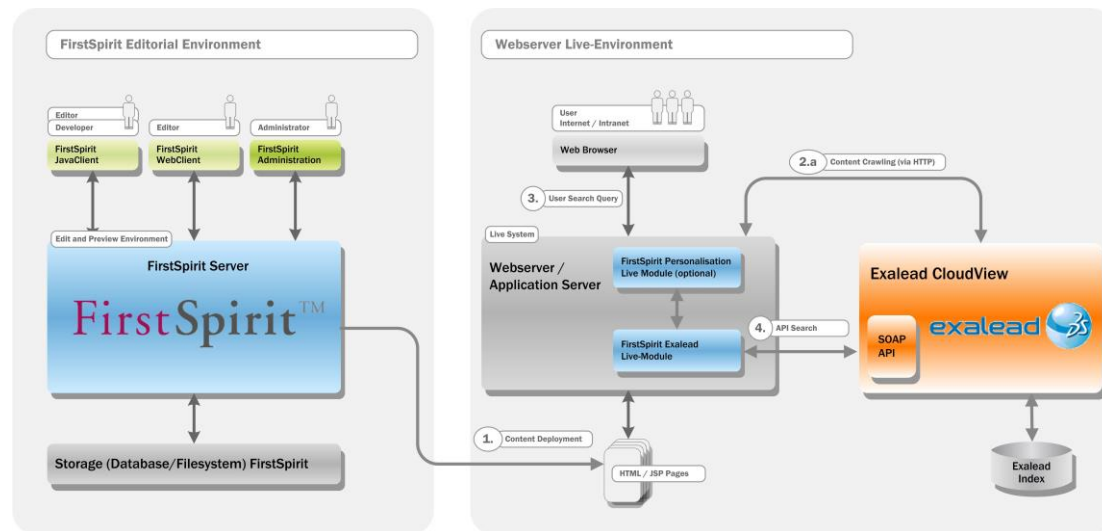 FirstSpirit Editorial Environment
Editor
Developer
FirstSpirit
JavaClient
Editor
FirstSpirit
WebClient
Administrator
FirstSpirit
Administration
Edit and Preview Environment
FirstSpirit Server
FirstSpirit™
Storage (Database/Filesystem) FirstSpirit
Webserver Live-Environment
User
Internet / Intranet
Web Browser
3. User Search Query
2.a Content Crawling (via HTTP)
Live System
Webserver /
Application Server
FirstSpirit Personalisation
Live Module (optional)
FirstSpirit Exalead
Live-Module
4. API Search
Exalead CloudView
exalead
SOAP
API
1. Content Deployment
HTML / JSP Pages
Exalead
Index